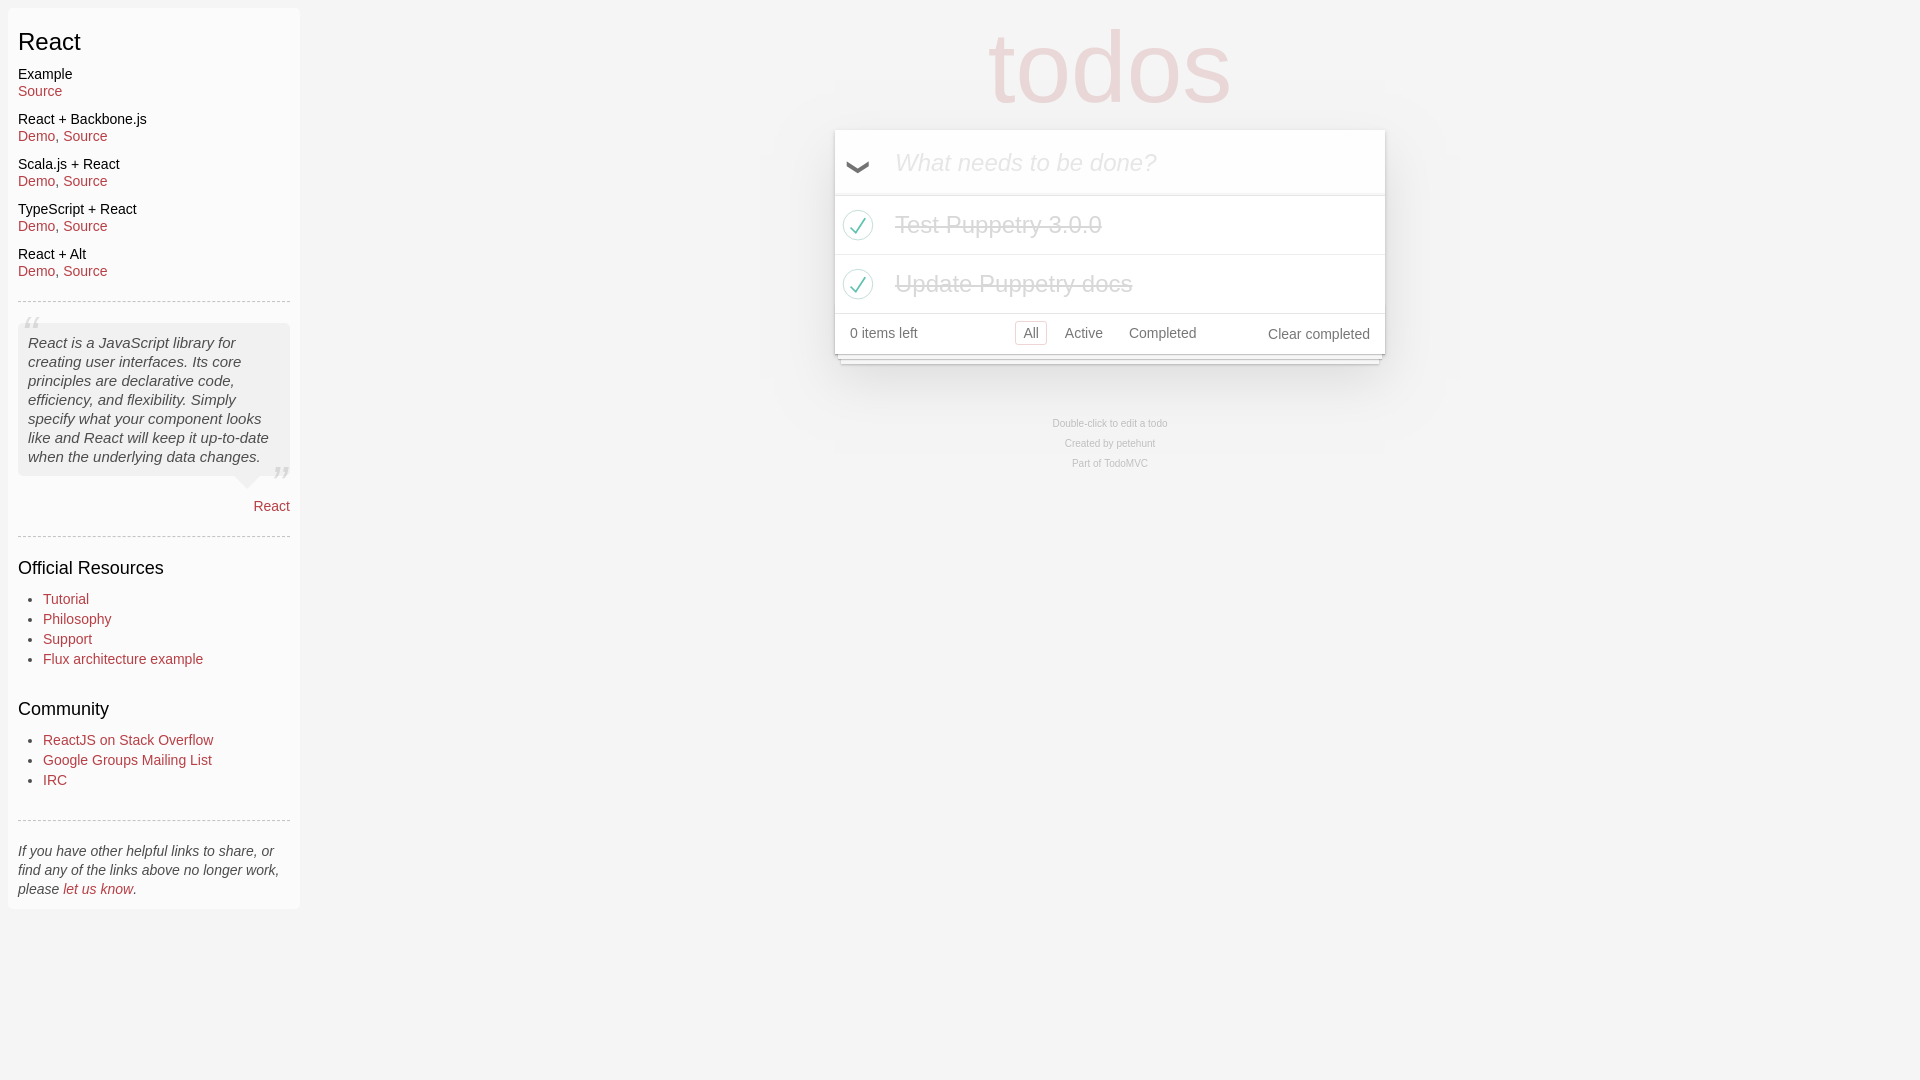 React
Example
Source
React + Backbone.js
Demo, Source
Scala.js + React
Demo, Source
TypeScript + React
Demo, Source
React + Alt
Demo, Source
“
React is a JavaScript library for
creating user interfaces. Its core
principles are declarative code,
efficiency, and flexibility. Simply
specify what your component looks
like and React will keep it up-to-date
when the underlying data changes.
”
React
Official Resources
Tutorial
Philosophy
Support
Flux architecture example
Community
ReactJS on Stack Overflow
Google Groups Mailing List
IRC
If you have other helpful links to share, or
find any of the links above no longer work,
please let us know.
todos
What needs to be done?
Test Puppetry 3.0.0
Update Puppetry docs
0 items left All Active Completed Clear completed
Double-click to edit a todo
Created by petehunt
Part of TodoMVC